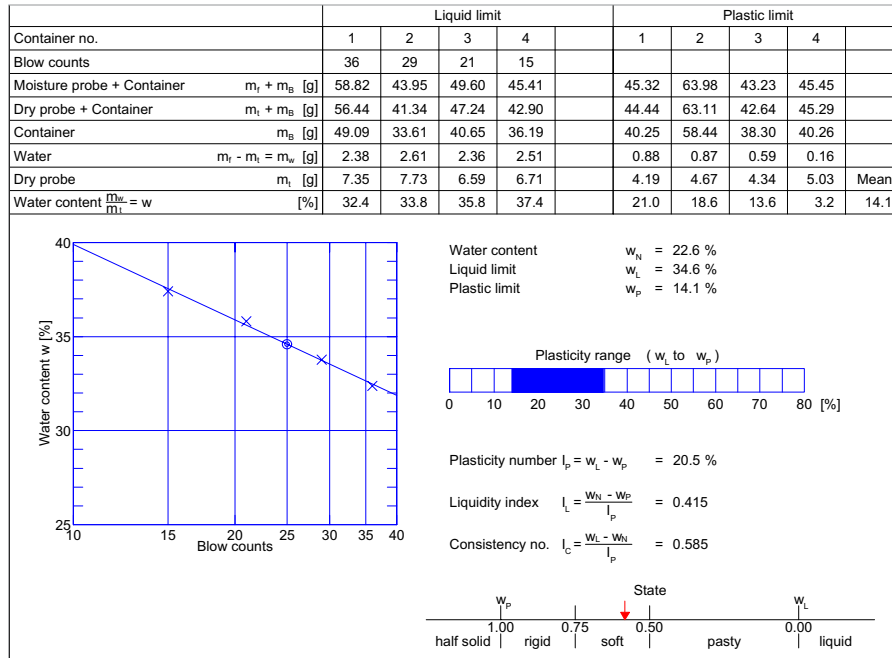 Liquid limit Plastic limit
Container no. 1 2 3 4 1 2 3 4
Blow counts 36 29 21 15
Moisture probe + Container m_f + m_B [g] 58.82 43.95 49.60 45.41 45.32 63.98 43.23 45.45
Dry probe + Container m_t + m_B [g] 56.44 41.34 47.24 42.90 44.44 63.11 42.64 45.29
Container m_B [g] 49.09 33.61 40.65 36.19 40.25 58.44 38.30 40.26
Water m_f - m_t = m_w [g] 2.38 2.61 2.36 2.51 0.88 0.87 0.59 0.16
Dry probe m_t [g] 7.35 7.73 6.59 6.71 4.19 4.67 4.34 5.03 Mean
Water content m_w/m_t = w [%] 32.4 33.8 35.8 37.4 21.0 18.6 13.6 3.2 14.1
40
35
30
25
Water content w [%]
10 15 20 25 30 35 40
Blow counts
Water content w_N = 22.6 %
Liquid limit w_L = 34.6 %
Plastic limit w_P = 14.1 %
Plasticity range ( w_L to w_P )
0 10 20 30 40 50 60 70 80 [%]
Plasticity number I_P = w_L - w_P = 20.5 %
Liquidity index I_L = w_N - w_P / I_P = 0.415
Consistency no. I_C = w_L - w_N / I_P = 0.585
State
w_P w_L
1.00 0.75 0.50 0.00
half solid rigid soft pasty liquid